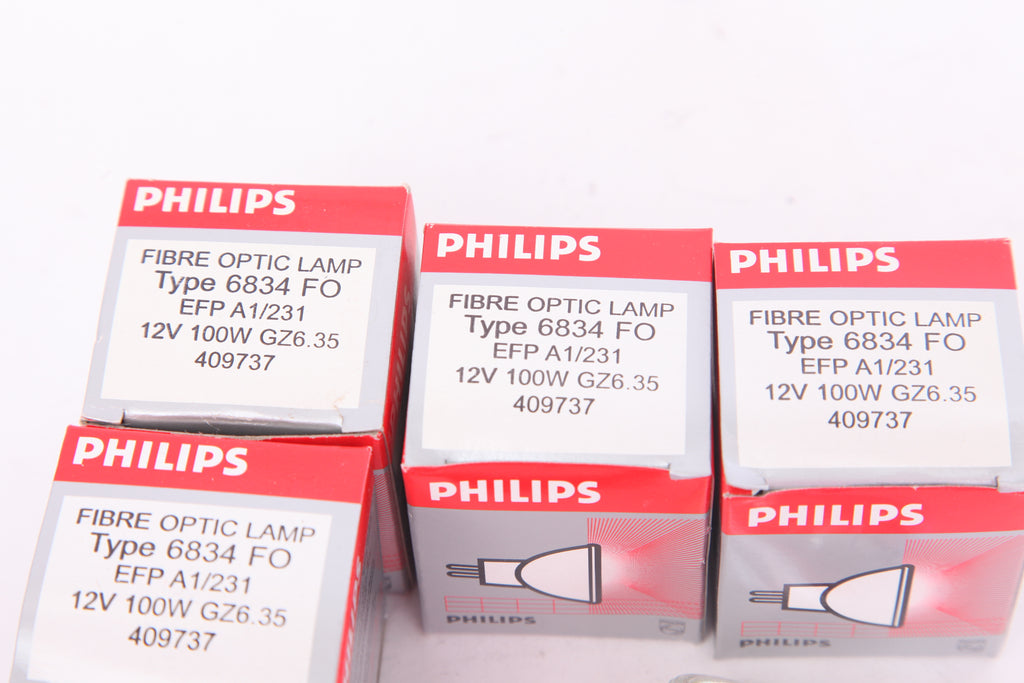 PHILIPS
FIBRE OPTIC LAMP
Type 6834 FO
EFP A1/231
12V 100W GZ6.35
409737
PHILIPS
FIBRE OPTIC LAMP
Type 6834 FO
EFP A1/231
12V 100W GZ6.35
409737
PHILIPS
PHILIPS
PHILIPS
FIBRE OPTIC LAMP
Type 6834 FO
EFP A1/231
12V 100W GZ6.35
409737
PHILIPS
PHILIPS
PHILIPS
FIBRE OPTIC LAMP
Type 6834 FO
EFP A1/231
12V 100W GZ6.35
409737